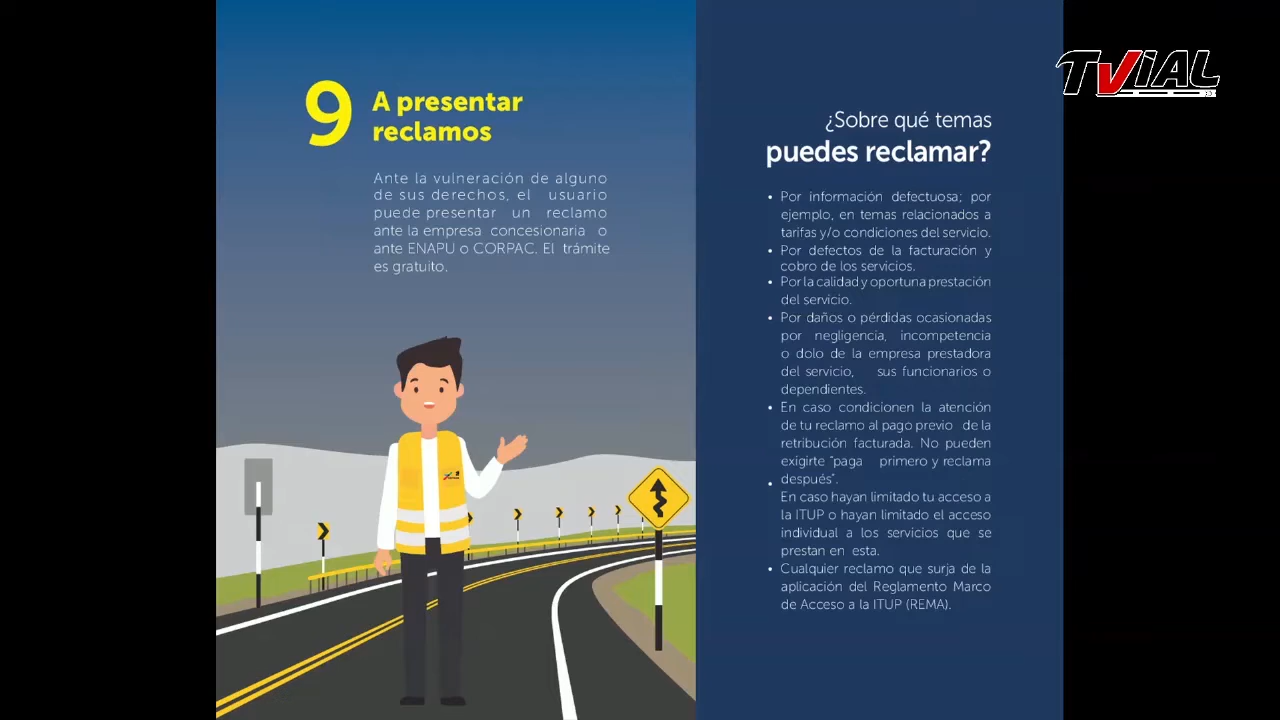 TVIAL
9
A presentar
reclamos
Ante la vulneración de alguno
de sus derechos, el usuario
puede presentar un reclamo
ante la empresa concesionaria o
ante ENAPU o CORPAC. El trámite
es gratuito.
¿Sobre qué temas
puedes reclamar?
• Por información defectuosa; por
ejemplo, en temas relacionados a
tarifas y/o condiciones del servicio.
• Por defectos de la facturación y
cobro de los servicios.
• Por la calidad y oportuna prestación
del servicio.
• Por daños o pérdidas ocasionadas
por negligencia, incompetencia
o dolo de la empresa prestadora
del servicio, sus funcionarios o
dependientes.
• En caso condicionen la atención
de tu reclamo al pago previo de la
retribución facturada. No pueden
exigirte "paga primero y reclama
después".
• En caso hayan limitado tu acceso a
la ITUP o hayan limitado el acceso
individual a los servicios que se
prestan en esta.
• Cualquier reclamo que surja de la
aplicación del Reglamento Marco
de Acceso a la ITUP (REMA).